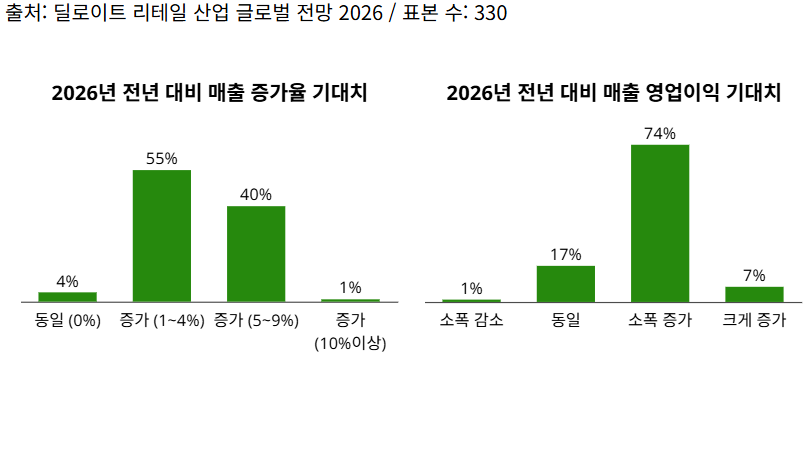 출처: 딜로이트 리테일 산업 글로벌 전망 2026 / 표본 수: 330
2026년 전년 대비 매출 증가율 기대치
55%
40%
4%
1%
동일 (0%)
증가 (1~4%)
증가 (5~9%)
증가
(10%이상)
2026년 전년 대비 매출 영업이익 기대치
74%
17%
7%
1%
소폭 감소
동일
소폭 증가
크게 증가